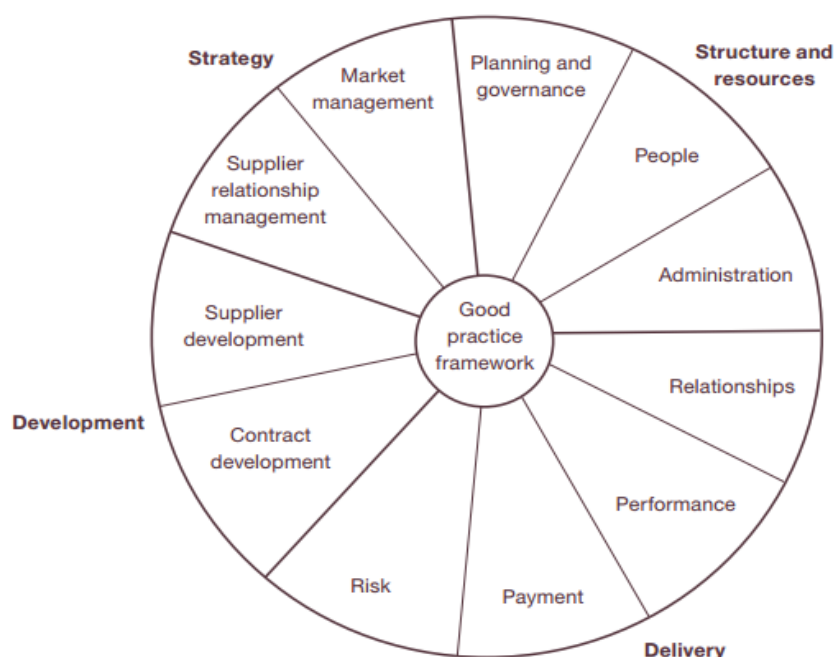 Strategy
Market
management
Planning and
governance
Structure and
resources
People
Administration
Relationships
Performance
Delivery
Payment
Risk
Contract
development
Development
Supplier
development
Supplier
relationship
management
Good
practice
framework